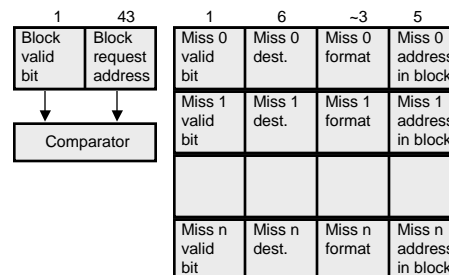 1 43 1 6 ~3 5
Block Block Miss 0 Miss 0 Miss 0 Miss 0
valid request valid dest. format address
bit address bit in block
Miss 1 Miss 1 Miss 1 Miss 1
valid dest. format address
bit in block
Comparator
Miss n Miss n Miss n Miss n
valid dest. format address
bit in block